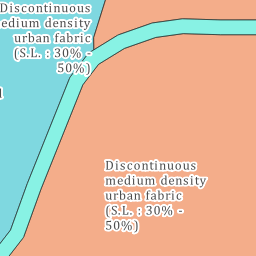 Discontinuous
medium density
urban fabric
(S.L. : 30% -
50%)
Discontinuous
medium density
urban fabric
(S.L. : 30% -
50%)